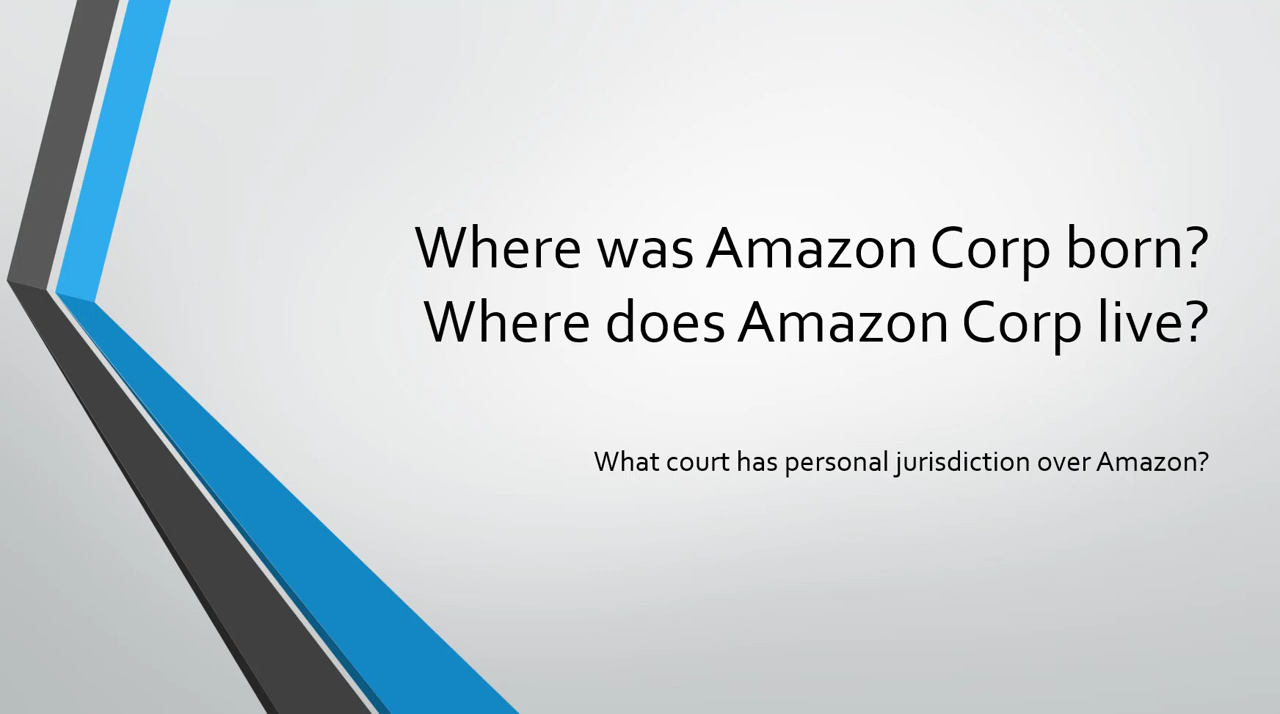 Where was Amazon Corp born?
Where does Amazon Corp live?
What court has personal jurisdiction over Amazon?